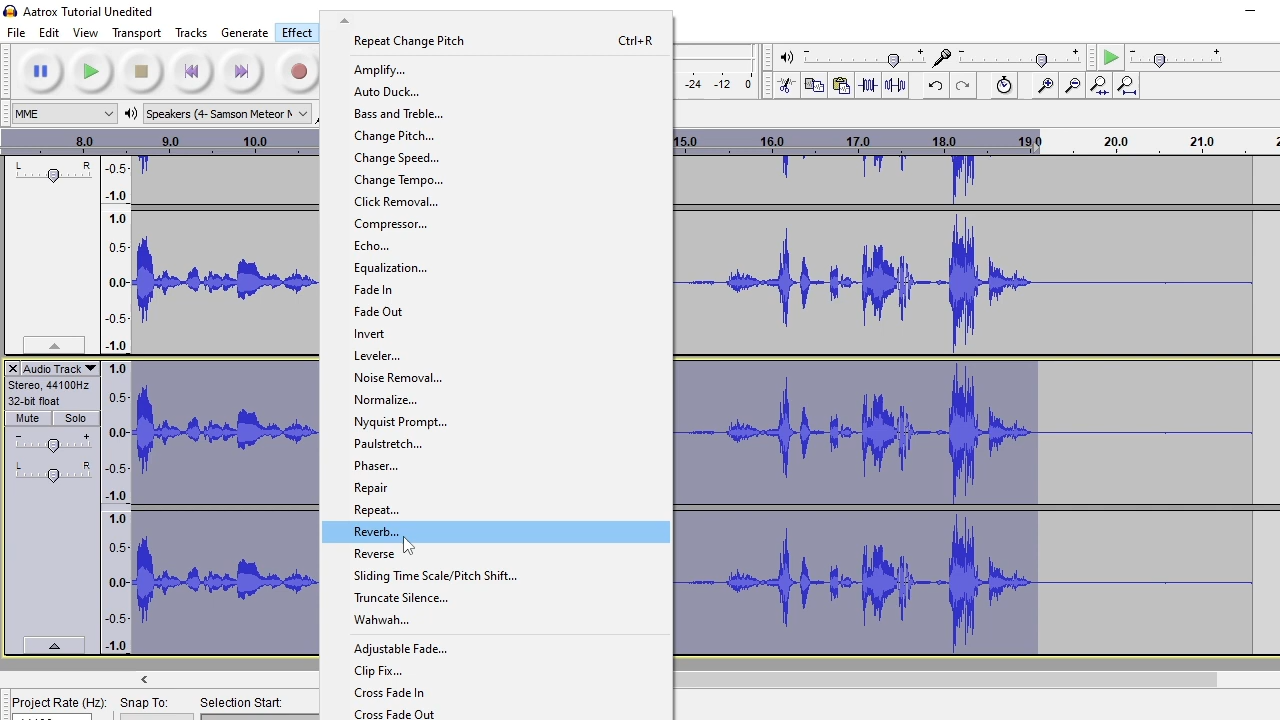 Aatrox Tutorial Unedited
File Edit View Transport Tracks Generate Effect
Repeat Change Pitch Ctrl+R
Amplify...
Auto Duck...
Bass and Treble...
Change Pitch...
Change Speed...
Change Tempo...
Click Removal...
Compressor...
Echo...
Equalization...
Fade In
Fade Out
Invert
Leveler...
Noise Removal...
Normalize...
Nyquist Prompt...
Paulstretch...
Phaser...
Repair
Repeat...
Reverb...
Reverse
Sliding Time Scale/Pitch Shift...
Truncate Silence...
Wahwah...
Adjustable Fade...
Clip Fix...
Cross Fade In
Cross Fade Out
-24 -12 0
- + - + - +
MME Speakers (4- Samson Meteor
8.0 9.0 10.0 15.0 16.0 17.0 18.0 19.0 20.0 21.0
L R -0.5
-1.0
1.0
0.5
0.0
-0.5
-1.0
Audio Track 1.0
Stereo, 44100Hz
32-bit float 0.5
Mute Solo
- + 0.0
L R -0.5
-1.0
1.0
0.5
0.0
-0.5
-1.0
Project Rate (Hz): Snap To: Selection Start: